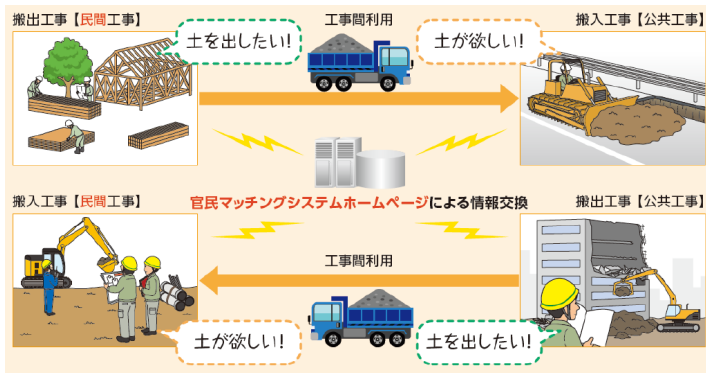 搬出工事【民間工事】
土を出したい!
工事間利用
土が欲しい!
搬入工事【公共工事】
官民マッチングシステムホームページによる情報交換
搬入工事【民間工事】
搬出工事【公共工事】
工事間利用
土が欲しい!
土を出したい!